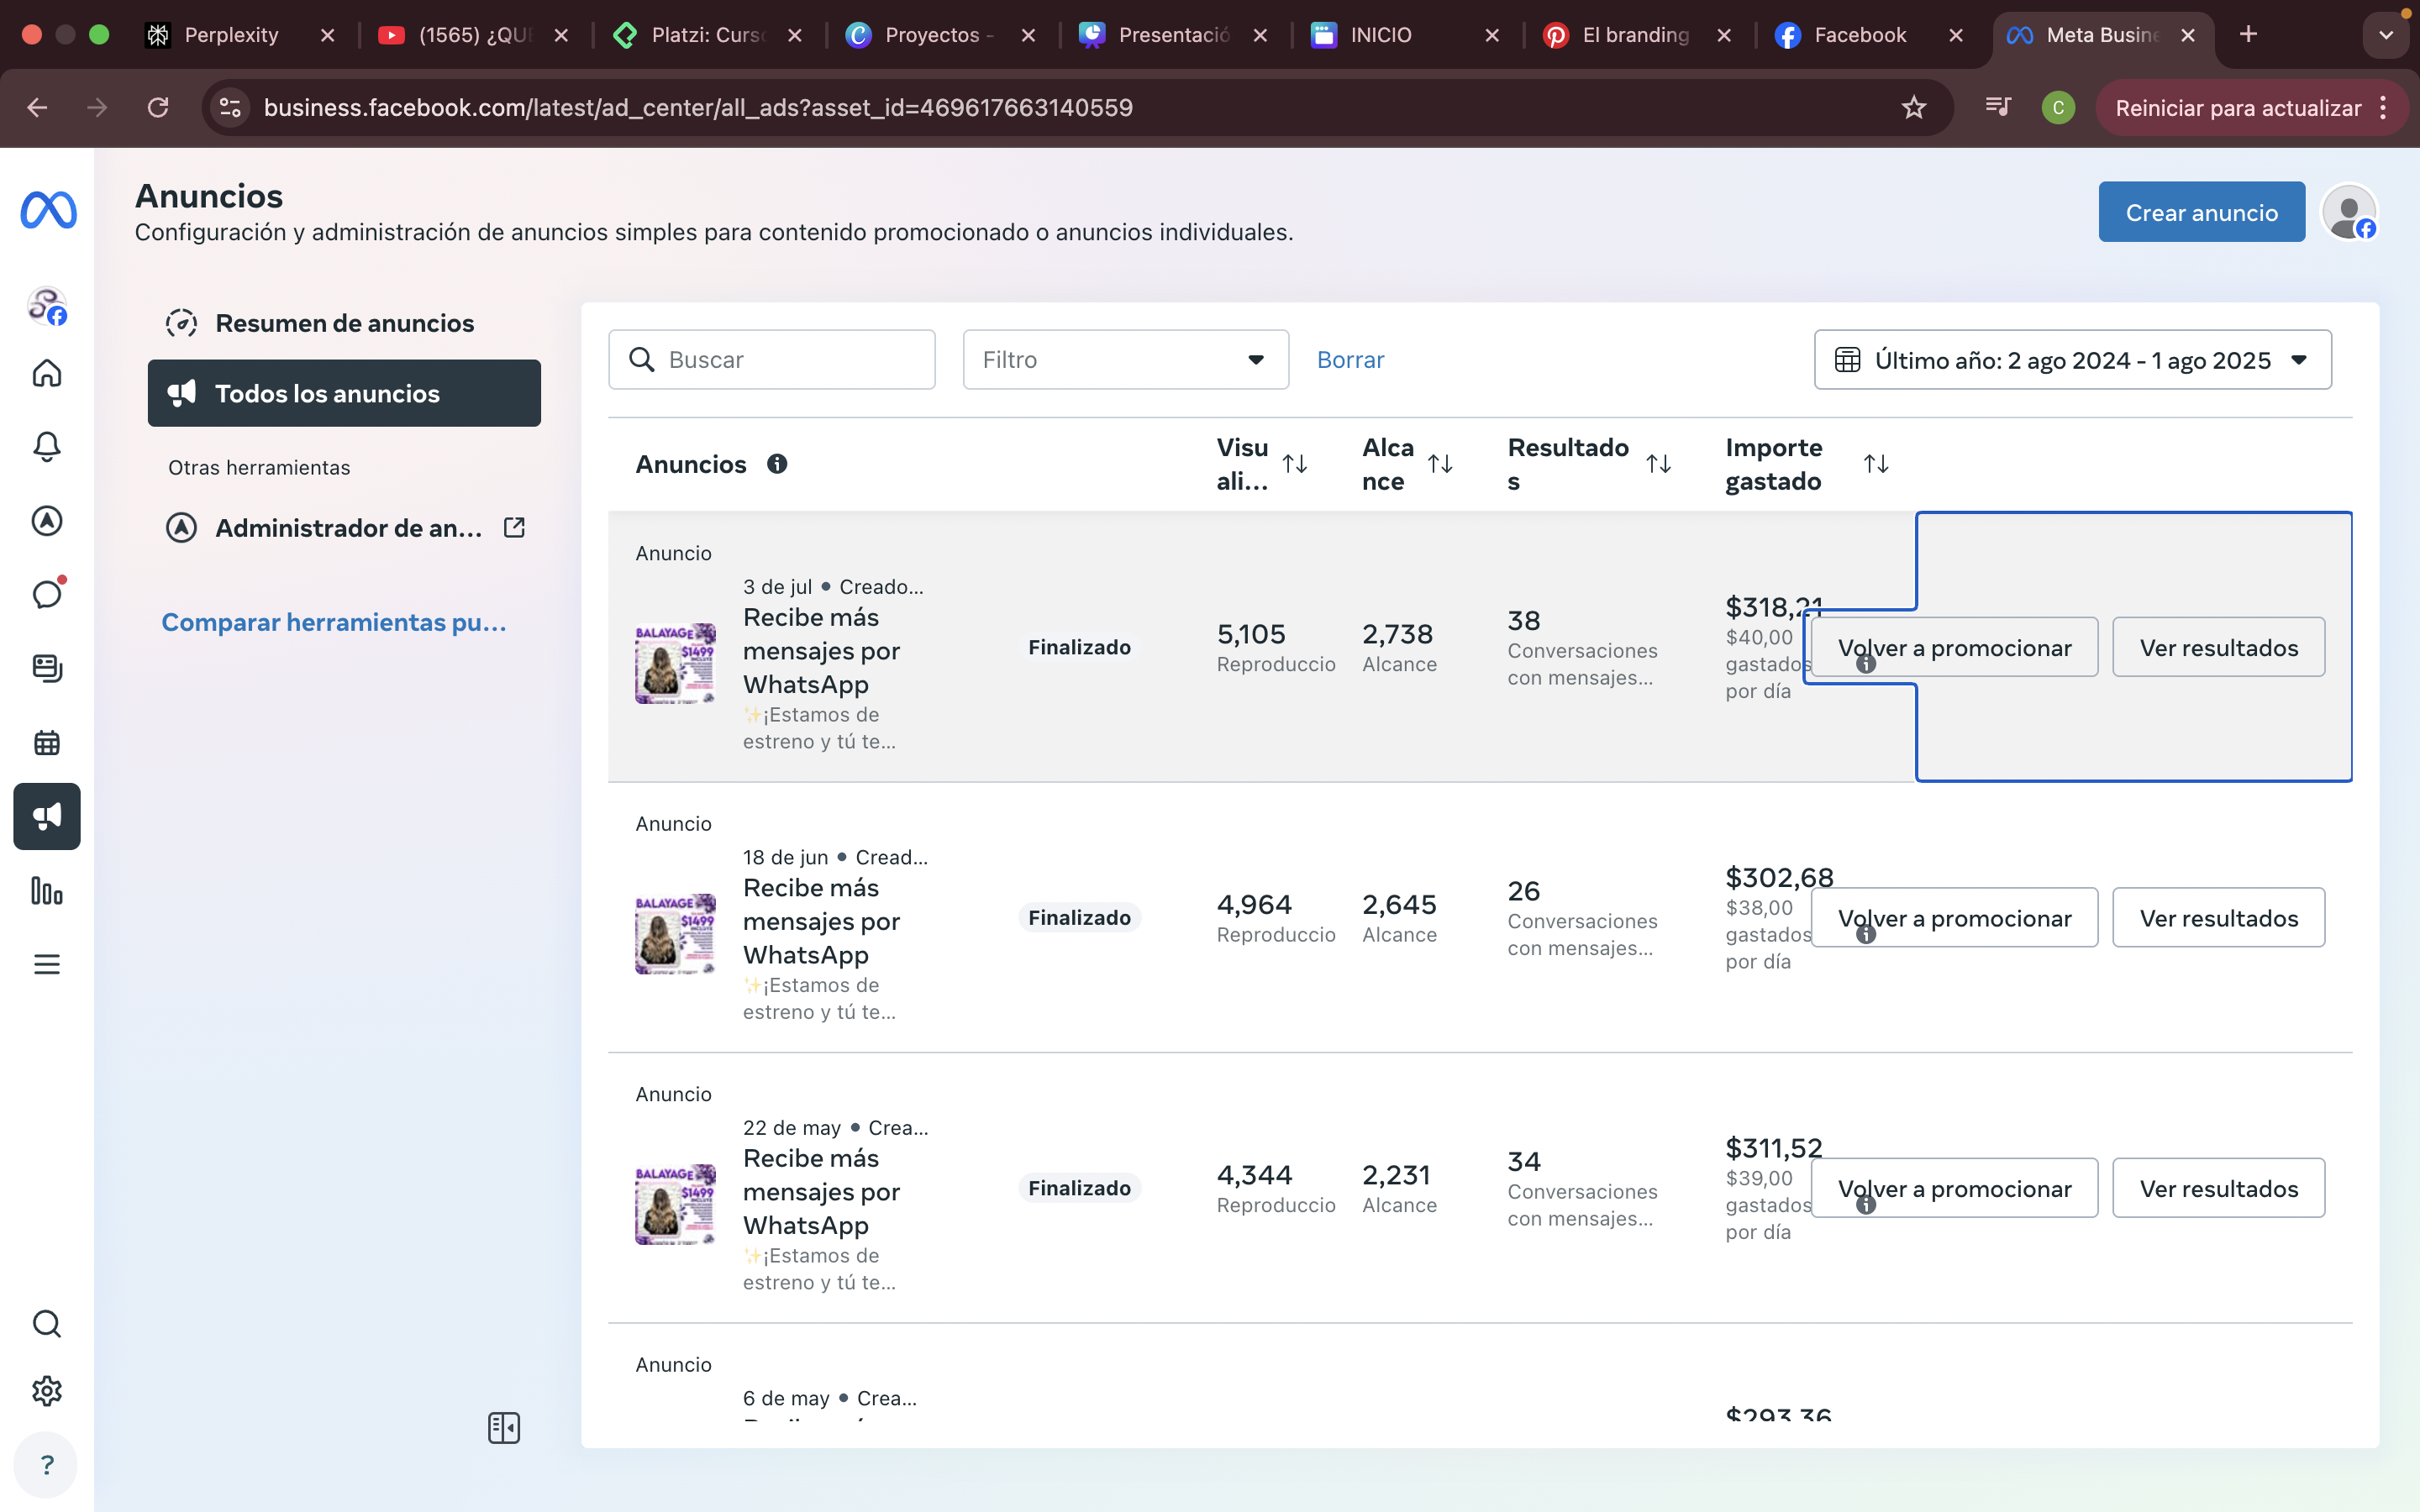 Perplexity
(1565) ¿QUE
Platzi: Curso
Proyectos -
Presentació
INICIO
El branding
Facebook
Meta Busine
business.facebook.com/latest/ad_center/all_ads?asset_id=469617663140559
C
Reiniciar para actualizar
Anuncios
Configuración y administración de anuncios simples para contenido promocionado o anuncios individuales.
Crear anuncio
Resumen de anuncios
Todos los anuncios
Otras herramientas
Administrador de an...
Comparar herramientas pu...
Buscar
Filtro
Borrar
Último año: 2 ago 2024 - 1 ago 2025
Anuncios
Visu
ali...
Alca
nce
Resultado
s
Importe
gastado
Anuncio
3 de jul • Creado...
Recibe más
mensajes por
WhatsApp
✨¡Estamos de
estreno y tú te...
BALAYAGE
$1499
INCLUYE
Finalizado
5,105
Reproduccio
2,738
Alcance
38
Conversaciones
con mensajes...
$318,21
$40,00
gastados
por día
Volver a promocionar
Ver resultados
Anuncio
18 de jun • Cread...
Recibe más
mensajes por
WhatsApp
✨¡Estamos de
estreno y tú te...
BALAYAGE
$1499
INCLUYE
Finalizado
4,964
Reproduccio
2,645
Alcance
26
Conversaciones
con mensajes...
$302,68
$38,00
gastados
por día
Volver a promocionar
Ver resultados
Anuncio
22 de may • Crea...
Recibe más
mensajes por
WhatsApp
✨¡Estamos de
estreno y tú te...
BALAYAGE
$1499
INCLUYE
Finalizado
4,344
Reproduccio
2,231
Alcance
34
Conversaciones
con mensajes...
$311,52
$39,00
gastados
por día
Volver a promocionar
Ver resultados
Anuncio
6 de may • Crea...
$293,36
?